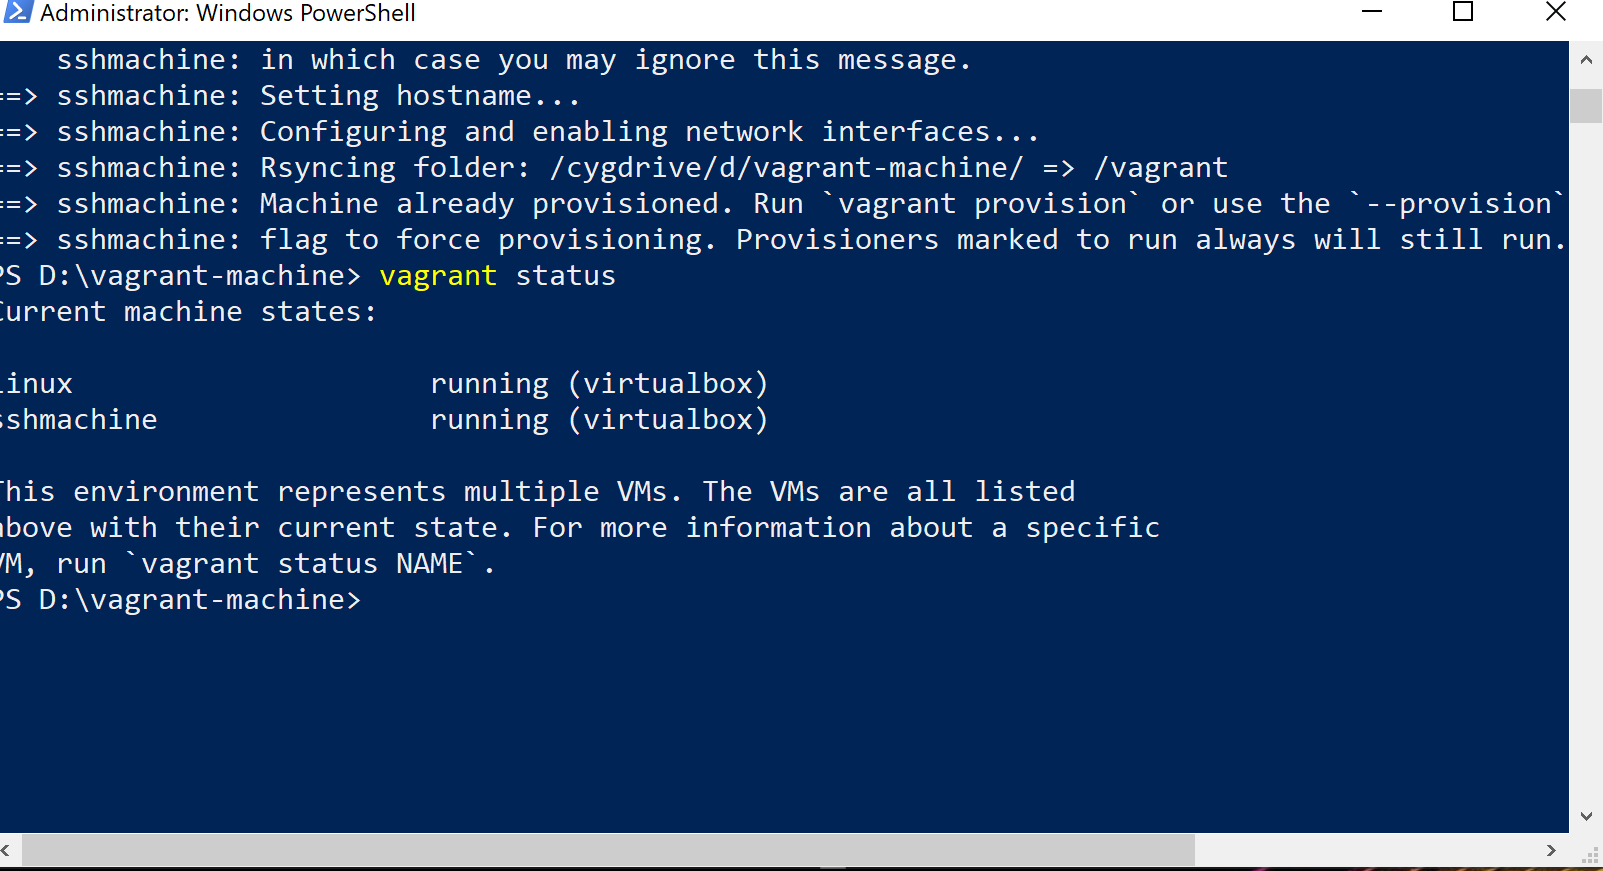 Administrator: Windows PowerShell
sshmachine: in which case you may ignore this message.
==> sshmachine: Setting hostname...
==> sshmachine: Configuring and enabling network interfaces...
==> sshmachine: Rsyncing folder: /cygdrive/d/vagrant-machine/ => /vagrant
==> sshmachine: Machine already provisioned. Run `vagrant provision` or use the `--provision`
==> sshmachine: flag to force provisioning. Provisioners marked to run always will still run.
PS D:\vagrant-machine> vagrant status
Current machine states:
linux running (virtualbox)
sshmachine running (virtualbox)
This environment represents multiple VMs. The VMs are all listed
above with their current state. For more information about a specific
VM, run `vagrant status NAME`.
PS D:\vagrant-machine>